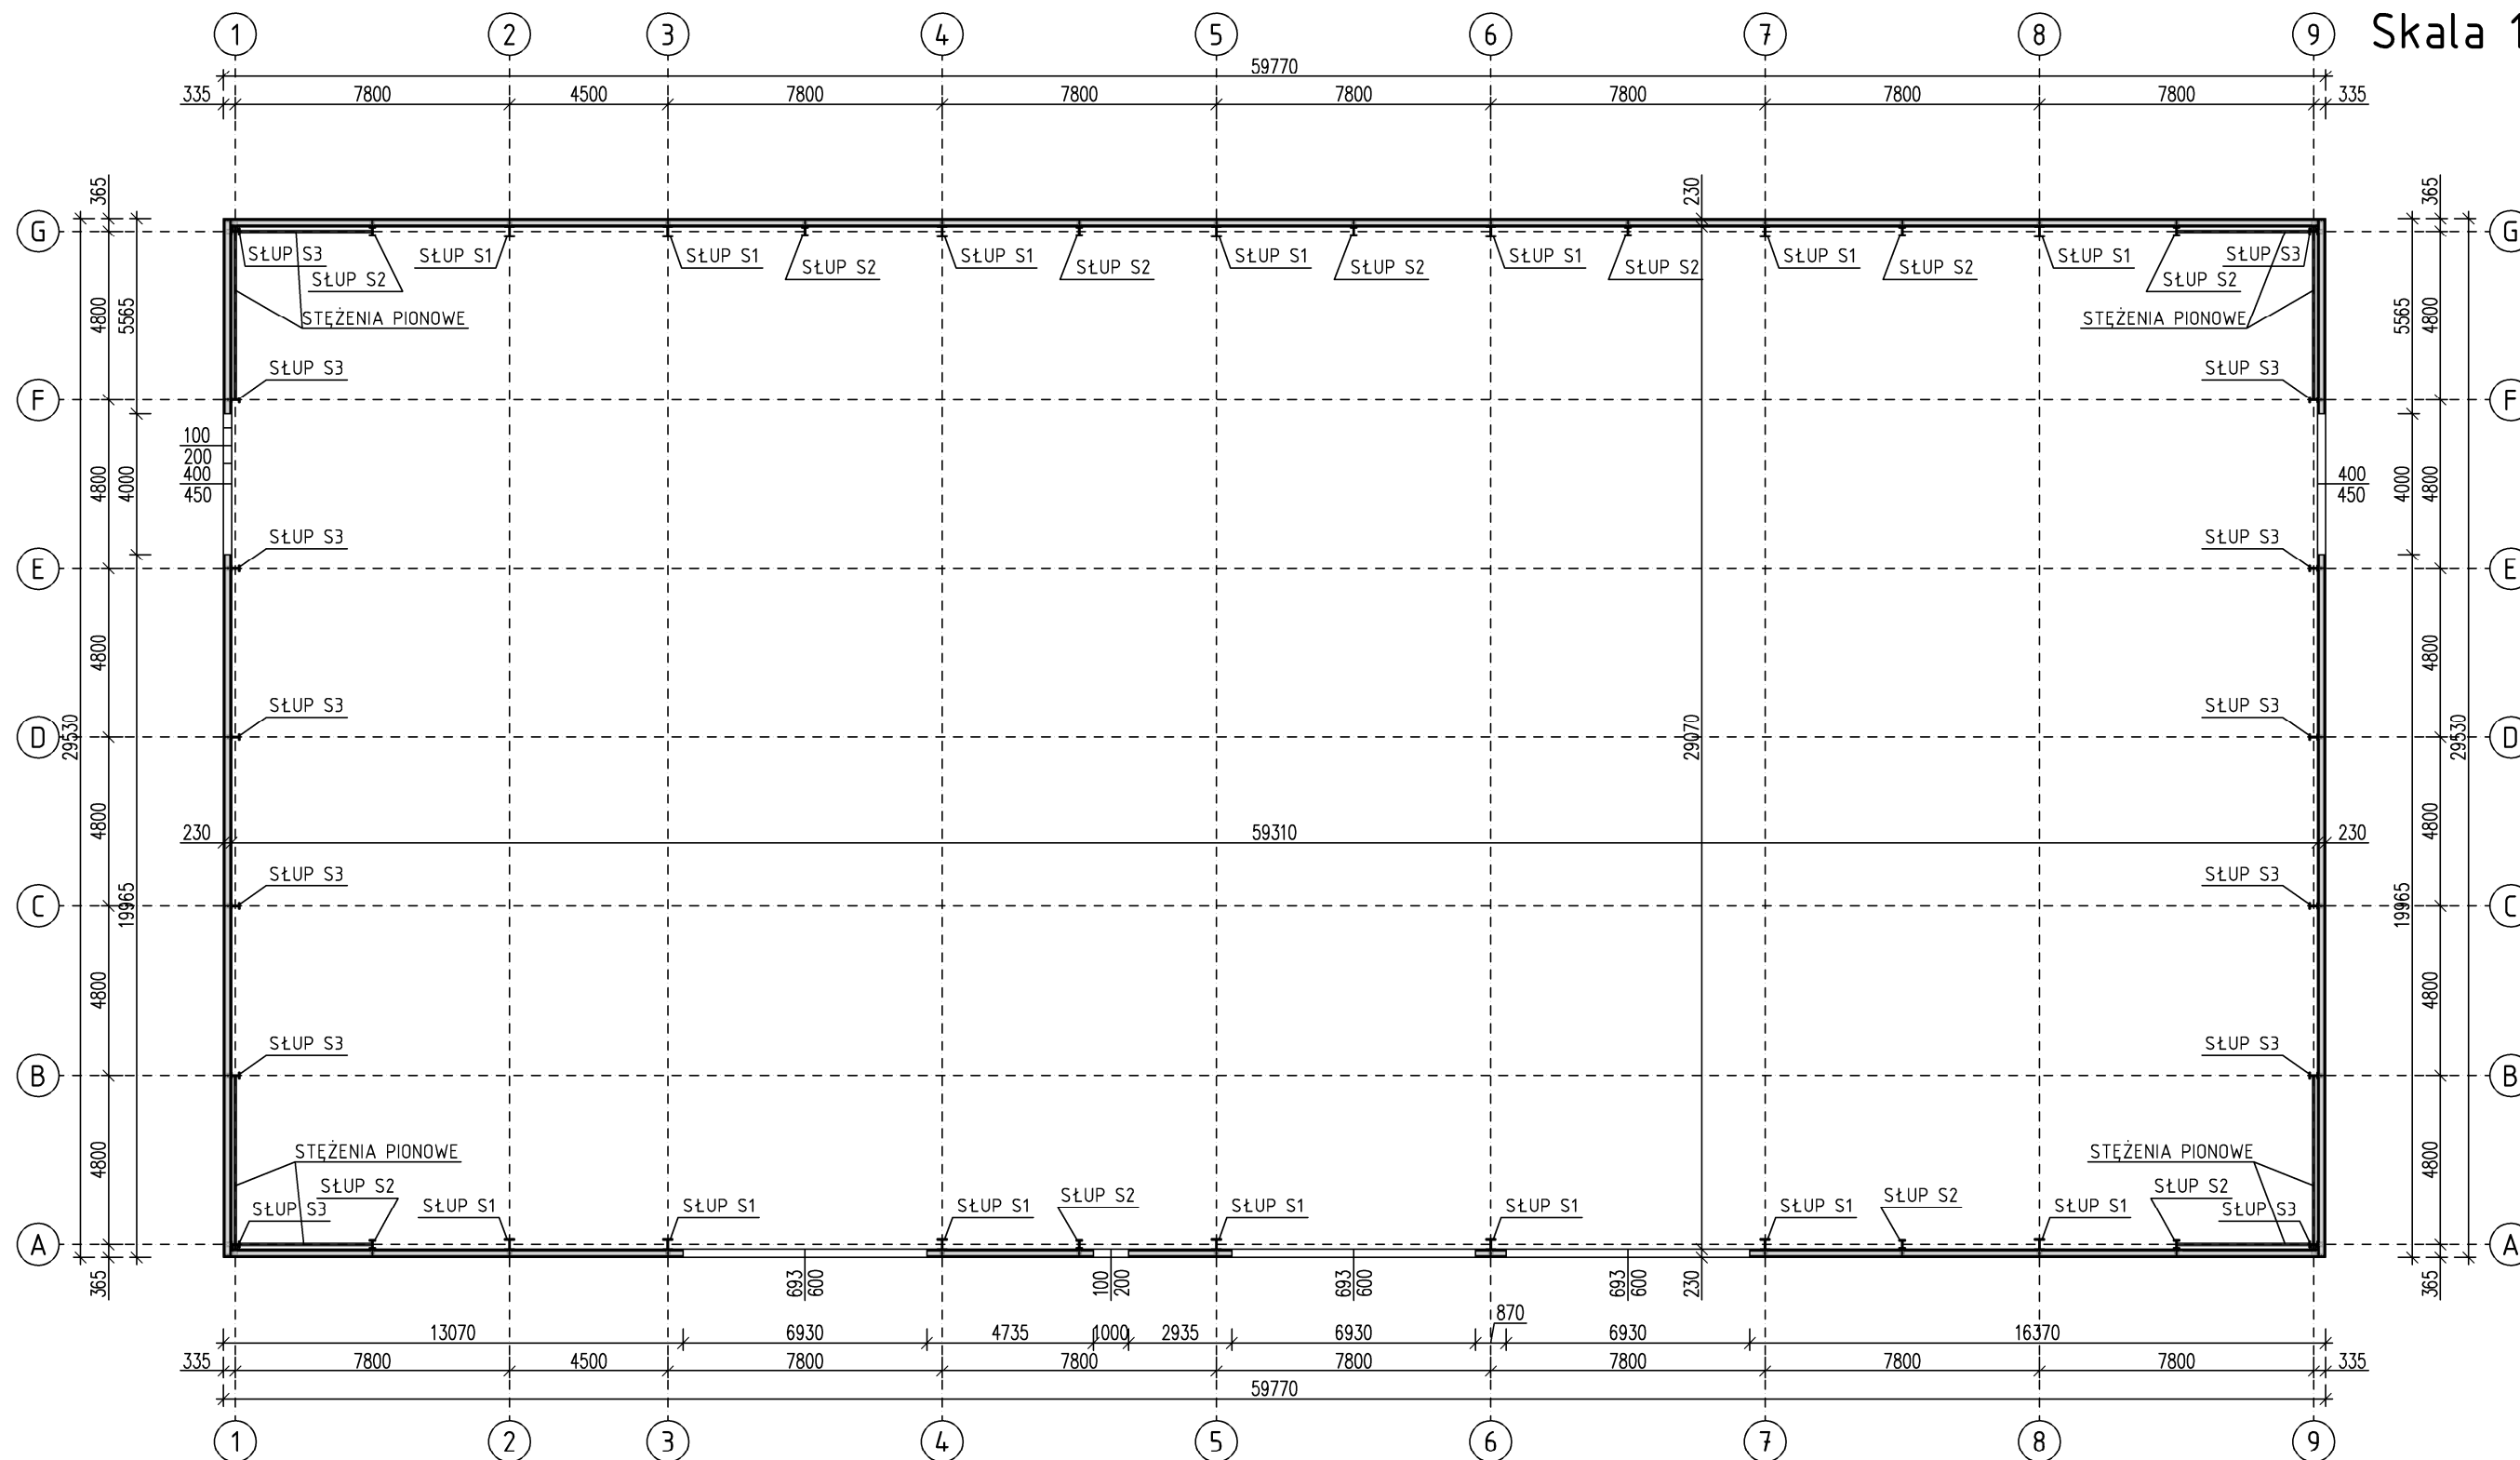 1 2 3 4 5 6 7 8 9 Skala 1
59770
335 7800 4500 7800 7800 7800 7800 7800 7800 335
365 230 365
G G
SŁUP S3 SŁUP S1 SŁUP S1 SŁUP S1 SŁUP S1 SŁUP S1 SŁUP S1 SŁUP S1 SŁUP S3
SŁUP S2 SŁUP S2 SŁUP S2 SŁUP S2 SŁUP S2 SŁUP S2 SŁUP S2
4800 5565 STĘŻENIA PIONOWE STĘŻENIA PIONOWE 5565 4800
SŁUP S3 SŁUP S3
F F
100
200
400 400
450 450
4800 4000 4000 4800
SŁUP S3 SŁUP S3
E E
4800 4800
SŁUP S3 SŁUP S3
D 29530 29070 29530 D
4800 4800
230 59310 230
SŁUP S3 SŁUP S3
C 19965 19965 C
4800 4800
SŁUP S3 SŁUP S3
B B
4800 STĘŻENIA PIONOWE STĘŻENIA PIONOWE 4800
SŁUP S2 SŁUP S2 SŁUP S2 SŁUP S2
SŁUP S3 SŁUP S1 SŁUP S1 SŁUP S1 SŁUP S1 SŁUP S1 SŁUP S1 SŁUP S1 SŁUP S3
A A
365 693 600 100 200 693 600 693 600 230 365
870
13070 6930 4735 1000 2935 6930 6930 16370
335 7800 4500 7800 7800 7800 7800 7800 7800 335
59770
1 2 3 4 5 6 7 8 9